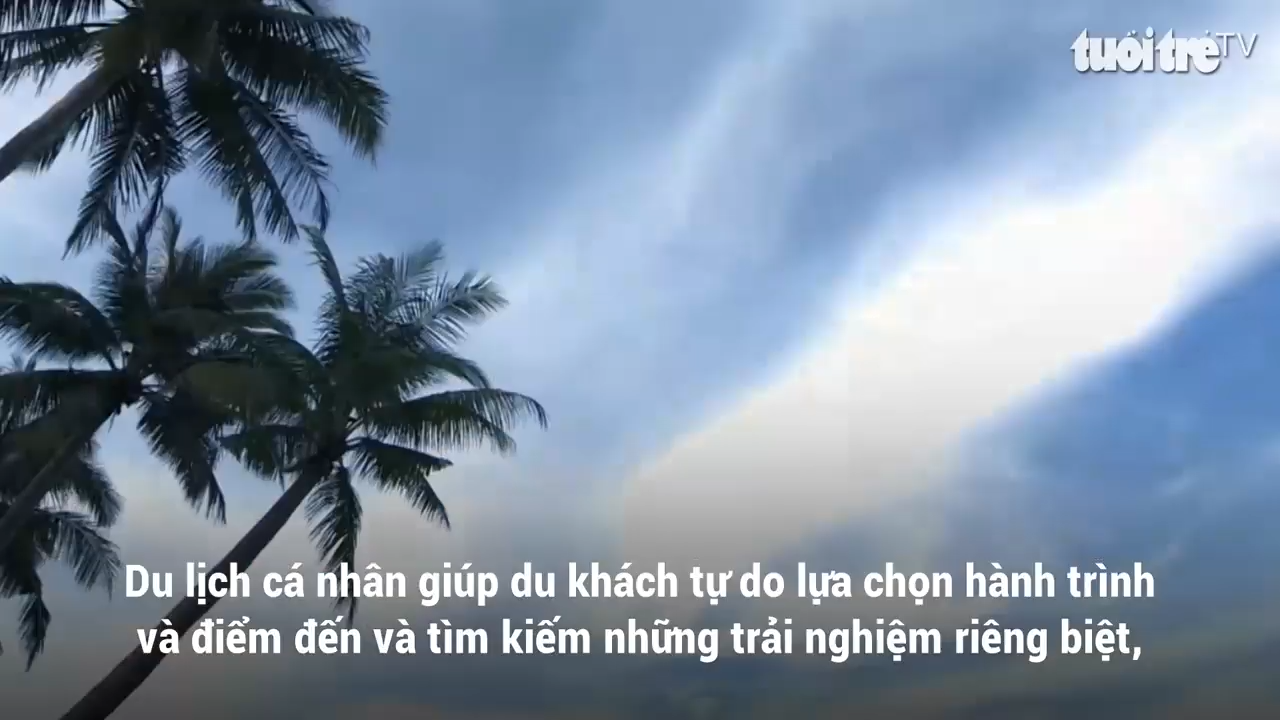 tuổi trẻ TV
Du lịch cá nhân giúp du khách tự do lựa chọn hành trình
và điểm đến và tìm kiếm những trải nghiệm riêng biệt,